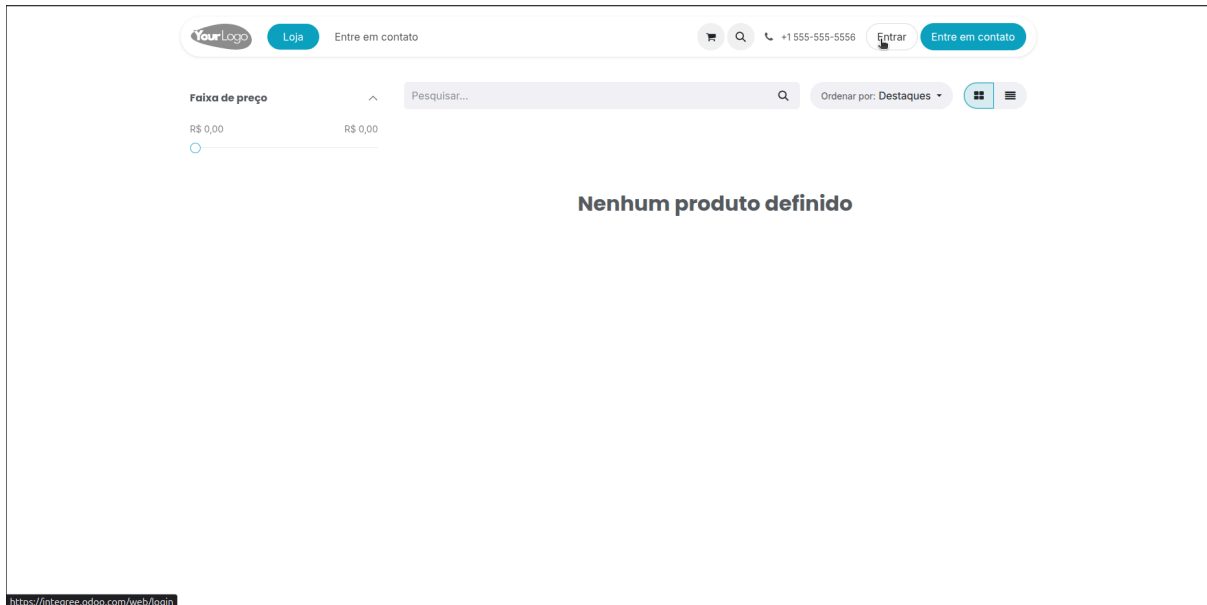 YourLogo Loja Entre em contato +1 555-555-5556 Entrar Entre em contato
Faixa de preço Pesquisar... Ordenar por: Destaques
R$ 0,00 R$ 0,00
Nenhum produto definido
https://integree.odoo.com/web/login